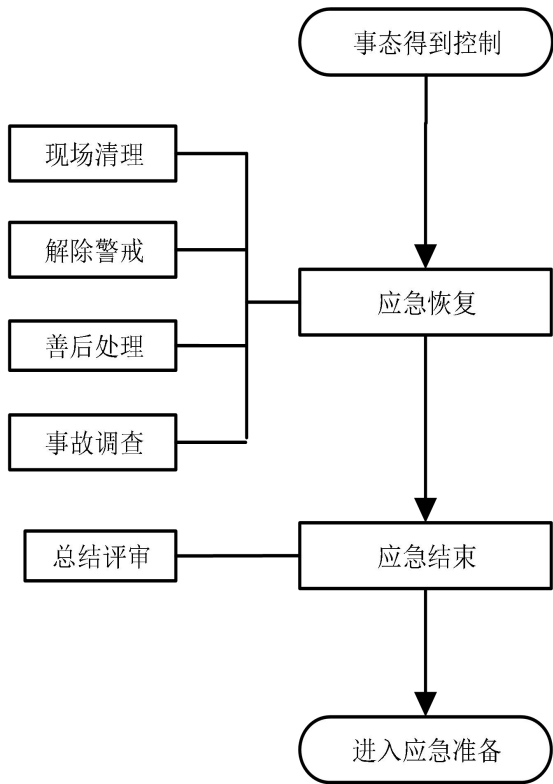 事态得到控制
现场清理
解除警戒
应急恢复
善后处理
事故调查
总结评审
应急结束
进入应急准备